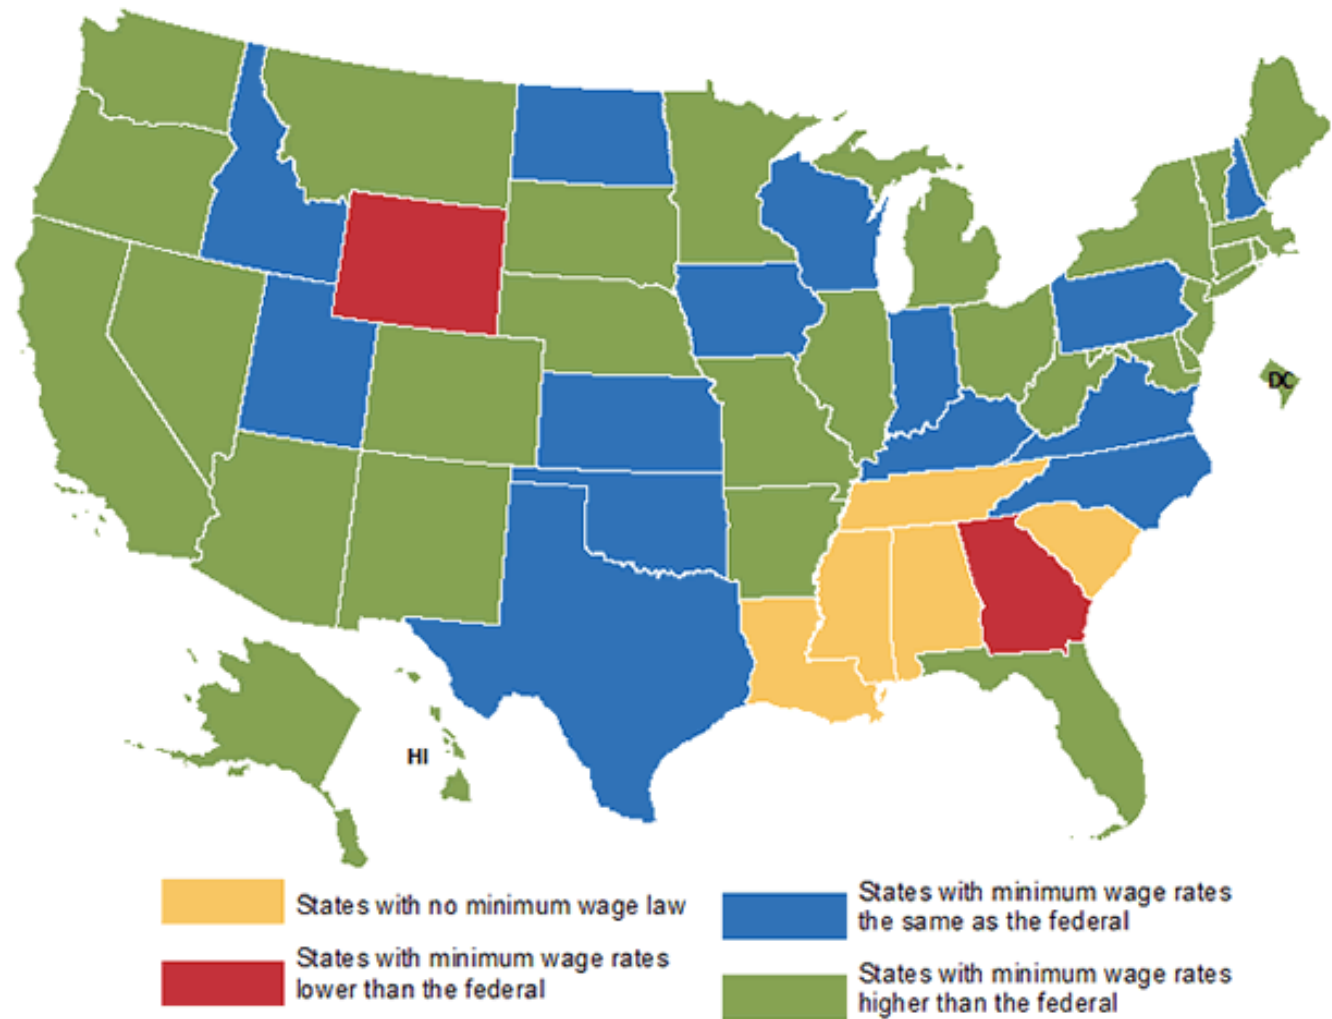 DC
HI
States with no minimum wage law
States with minimum wage rates
lower than the federal
States with minimum wage rates
the same as the federal
States with minimum wage rates
higher than the federal